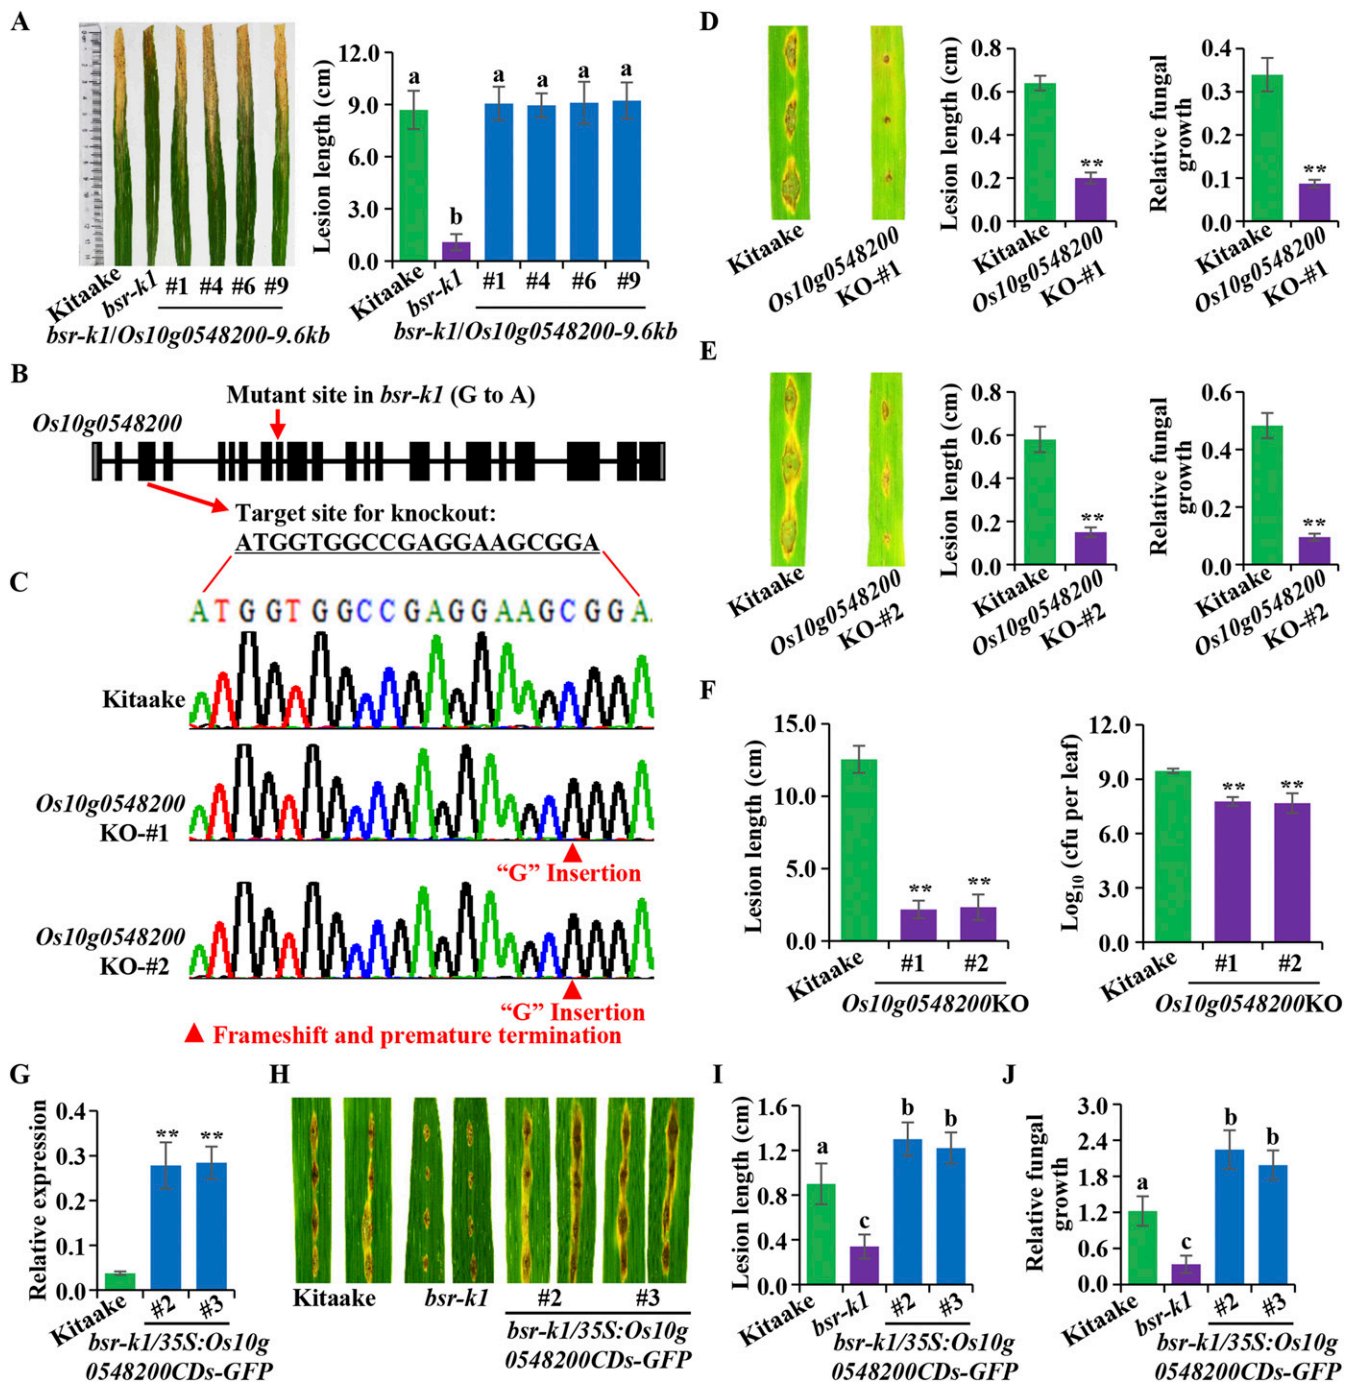 A
Lesion length (cm)
12.0
9.0
6.0
3.0
0.0
a
b
a
a
a
a
Kitaake
bsr-k1
#1
#4
#6
#9
bsr-k1/Os10g0548200-9.6kb
Kitaake
bsr-k1
#1
#4
#6
#9
bsr-k1/Os10g0548200-9.6kb
B
Mutant site in bsr-k1 (G to A)
Os10g0548200
Target site for knockout:
ATGGTGGCCGAGGAAGCGGA
C
ATGGTGGCCGAGGAAGCGGA
Kitaake
Os10g0548200
KO-#1
"G" Insertion
Os10g0548200
KO-#2
"G" Insertion
Frameshift and premature termination
D
Kitaake
Os10g0548200
KO-#1
Lesion length (cm)
0.8
0.6
0.4
0.2
0.0
**
Kitaake
Os10g0548200
KO-#1
Relative fungal
growth
0.4
0.3
0.2
0.1
0.0
**
Kitaake
Os10g0548200
KO-#1
E
Kitaake
Os10g0548200
KO-#2
Lesion length (cm)
0.8
0.6
0.4
0.2
0.0
**
Kitaake
Os10g0548200
KO-#2
Relative fungal
growth
0.6
0.4
0.2
0.0
**
Kitaake
Os10g0548200
KO-#2
F
Lesion length (cm)
15.0
10.0
5.0
0.0
**
**
Kitaake
#1
#2
Os10g0548200KO
Log10 (cfu per leaf)
12.0
9.0
6.0
3.0
0.0
**
**
Kitaake
#1
#2
Os10g0548200KO
G
Relative expression
0.4
0.3
0.2
0.1
0.0
**
**
Kitaake
#2
#3
bsr-k1/35S:Os10g
0548200CDs-GFP
H
Kitaake
bsr-k1
#2
#3
bsr-k1/35S:Os10g
0548200CDs-GFP
I
Lesion length (cm)
1.6
1.2
0.8
0.4
0.0
a
c
b
b
Kitaake
bsr-k1
#2
#3
bsr-k1/35S:Os10g
0548200CDs-GFP
J
Relative fungal
growth
3.0
2.4
1.8
1.2
0.6
0.0
a
c
b
b
Kitaake
bsr-k1
#2
#3
bsr-k1/35S:Os10g
0548200CDs-GFP